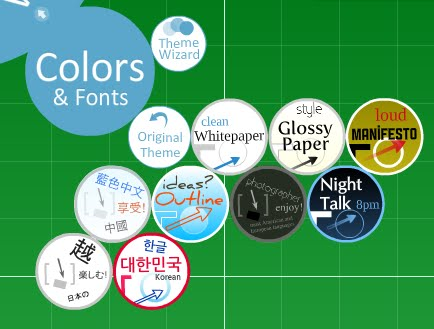 Colors
& Fonts
Theme
Wizard
Original
Theme
clean
Whitepaper
style
Glossy
Paper
loud
MANIFESTO
藍色中文
享受!
中國
ideas?
Outline
photographer
enjoy!
Night
Talk 8pm
越
楽しむ!
日本の
한글
대한민국
Korean